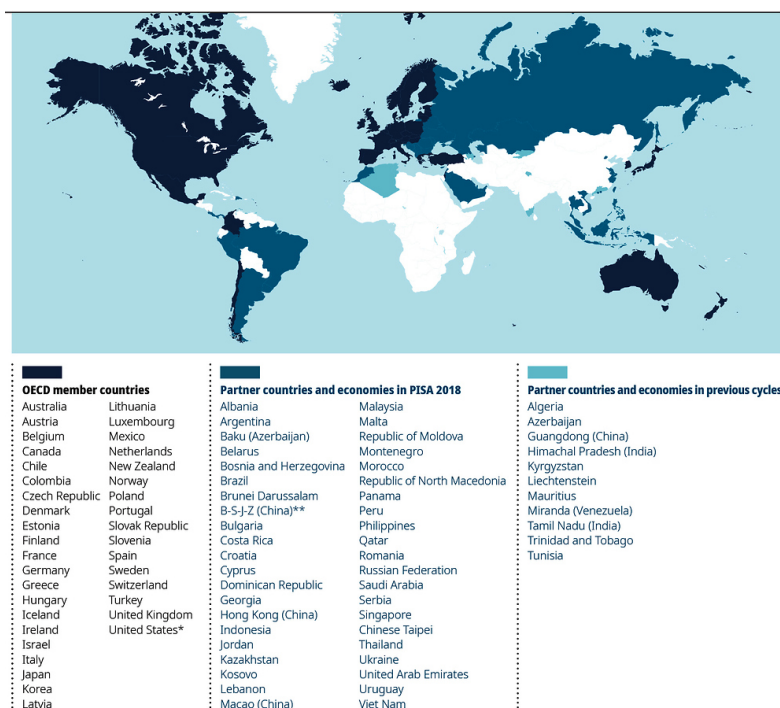 OECD member countries
Australia
Austria
Belgium
Canada
Chile
Colombia
Czech Republic
Denmark
Estonia
Finland
France
Germany
Greece
Hungary
Iceland
Ireland
Israel
Italy
Japan
Korea
Latvia
Lithuania
Luxembourg
Mexico
Netherlands
New Zealand
Norway
Poland
Portugal
Slovak Republic
Slovenia
Spain
Sweden
Switzerland
Turkey
United Kingdom
United States*
Partner countries and economies in PISA 2018
Albania
Argentina
Baku (Azerbaijan)
Belarus
Bosnia and Herzegovina
Brazil
Brunei Darussalam
B-S-J-Z (China)**
Bulgaria
Costa Rica
Croatia
Cyprus
Dominican Republic
Georgia
Hong Kong (China)
Indonesia
Jordan
Kazakhstan
Kosovo
Lebanon
Macao (China)
Malaysia
Malta
Republic of Moldova
Montenegro
Morocco
Republic of North Macedonia
Panama
Peru
Philippines
Qatar
Romania
Russian Federation
Saudi Arabia
Serbia
Singapore
Chinese Taipei
Thailand
Ukraine
United Arab Emirates
Uruguay
Viet Nam
Partner countries and economies in previous cycles
Algeria
Azerbaijan
Guangdong (China)
Himachal Pradesh (India)
Kyrgyzstan
Liechtenstein
Mauritius
Miranda (Venezuela)
Tamil Nadu (India)
Trinidad and Tobago
Tunisia